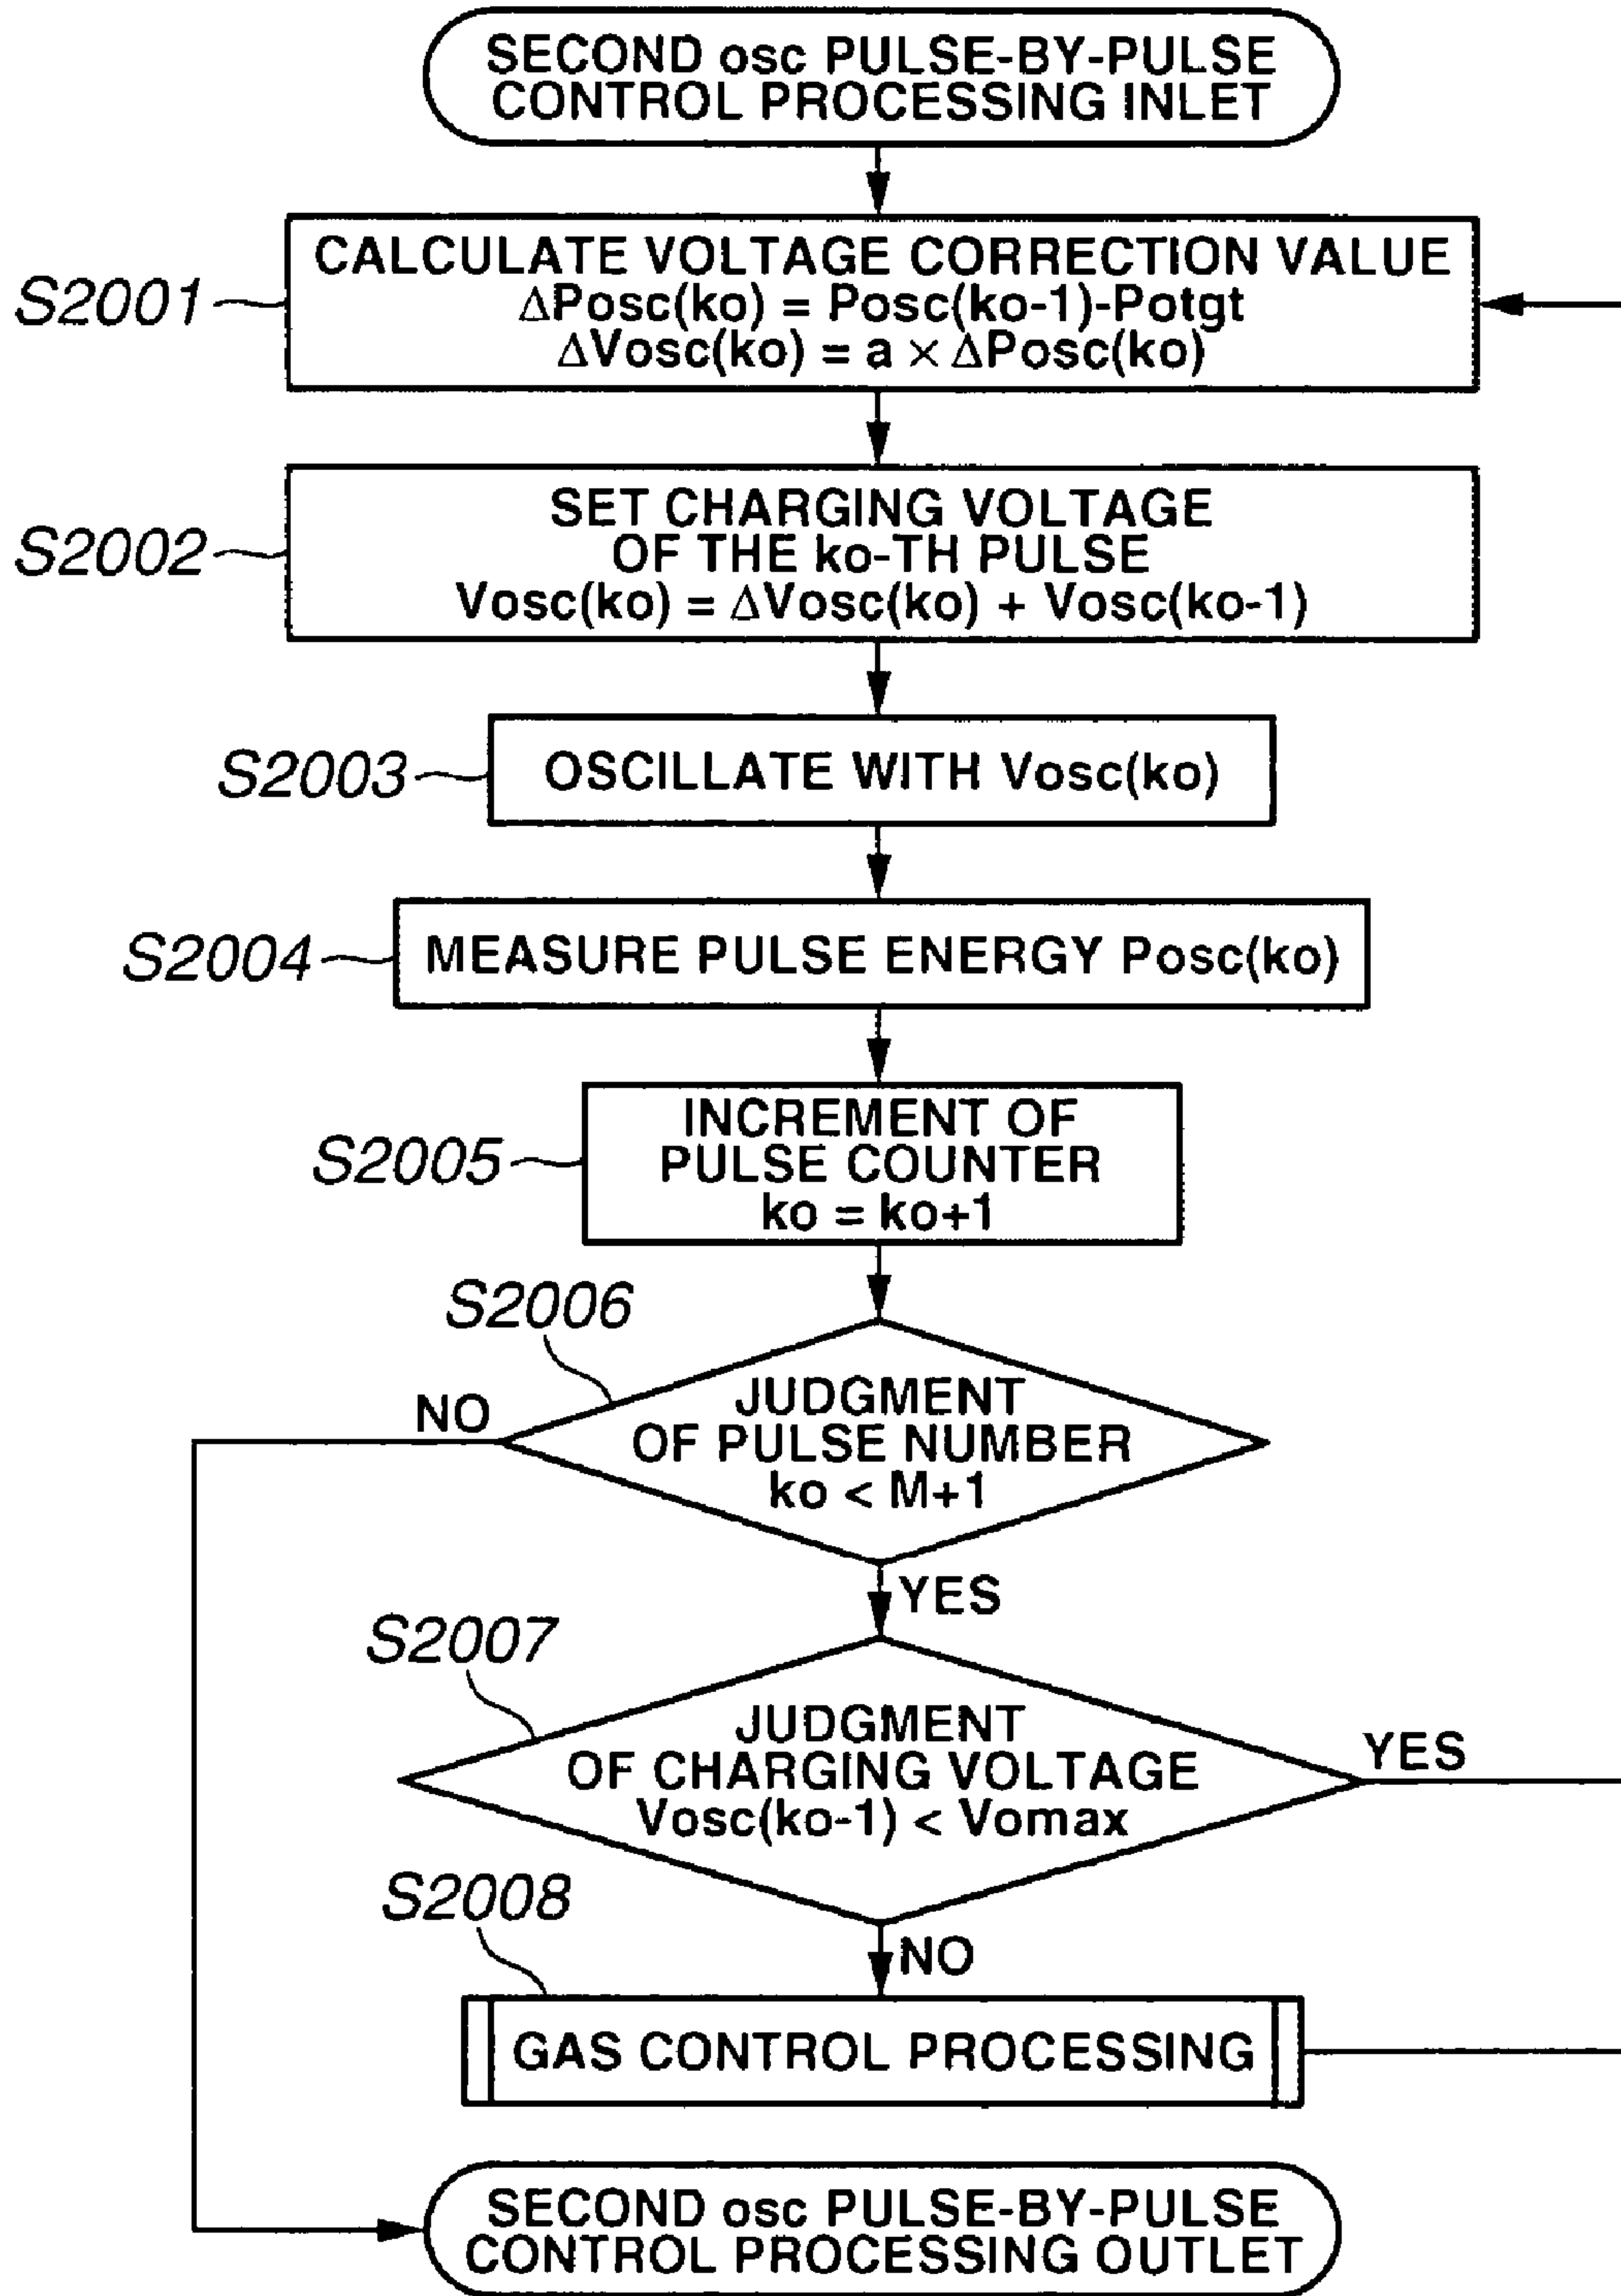 SECOND osc PULSE-BY-PULSE
CONTROL PROCESSING INLET
S2001
CALCULATE VOLTAGE CORRECTION VALUE
ΔPosc(ko) = Posc(ko-1)-Potgt
ΔVosc(ko) = a × ΔPosc(ko)
S2002
SET CHARGING VOLTAGE
OF THE ko-TH PULSE
Vosc(ko) = ΔVosc(ko) + Vosc(ko-1)
S2003
OSCILLATE WITH Vosc(ko)
S2004
MEASURE PULSE ENERGY Posc(ko)
S2005
INCREMENT OF
PULSE COUNTER
ko = ko+1
S2006
NO
JUDGMENT
OF PULSE NUMBER
ko < M+1
YES
S2007
JUDGMENT
OF CHARGING VOLTAGE
Vosc(ko-1) < Vomax
YES
S2008
NO
GAS CONTROL PROCESSING
SECOND osc PULSE-BY-PULSE
CONTROL PROCESSING OUTLET